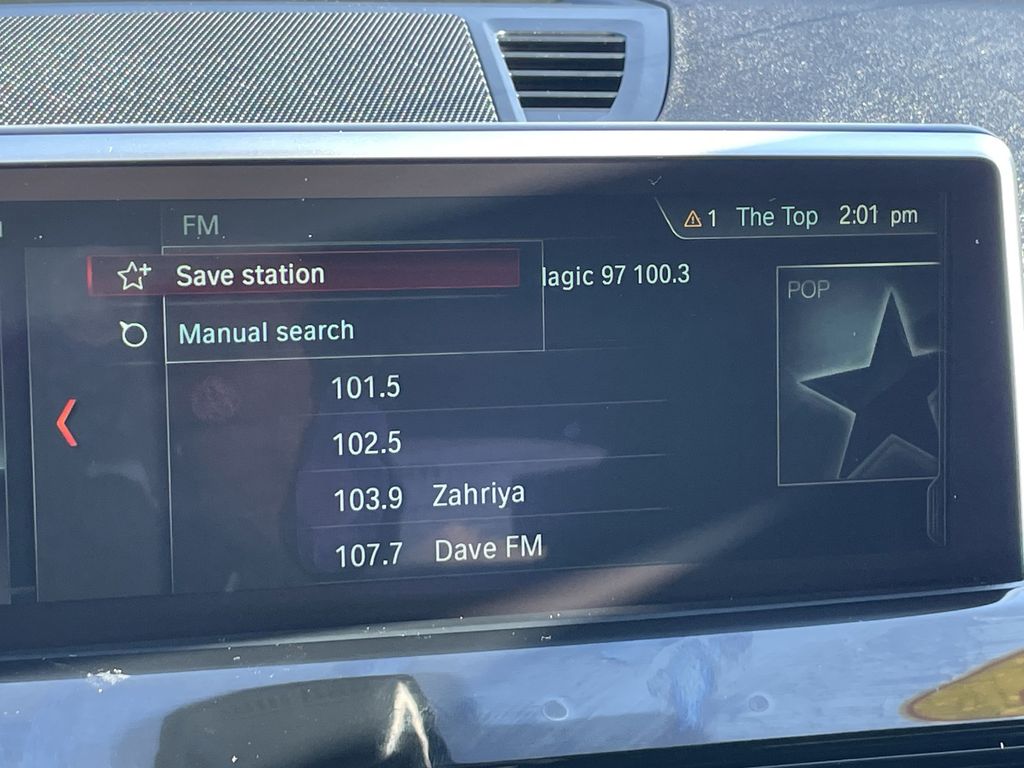 FM
1 The Top 2:01 pm
Save station
lagic 97 100.3
POP
Manual search
101.5
102.5
103.9 Zahriya
107.7 Dave FM